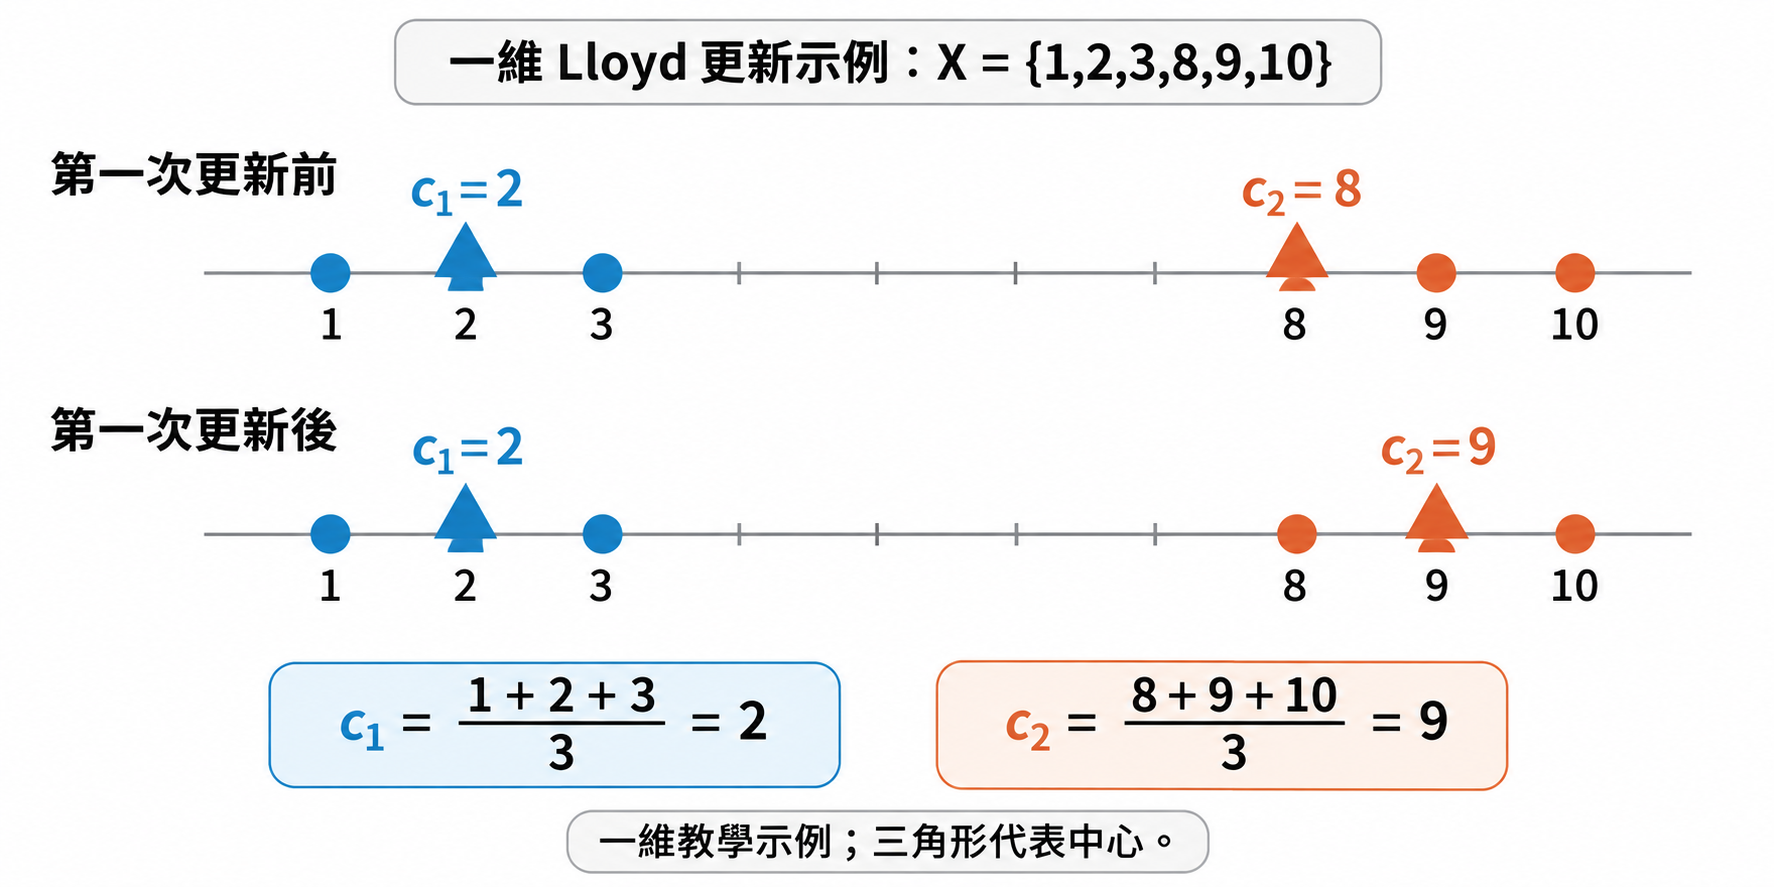 一維 Lloyd 更新示例：X = {1,2,3,8,9,10}
第一次更新前
c₁=2
c₂=8
1 2 3 8 9 10
第一次更新後
c₁=2
c₂=9
1 2 3 8 9 10
c₁ = (1 + 2 + 3)/3 = 2
c₂ = (8 + 9 + 10)/3 = 9
一維教學示例；三角形代表中心。